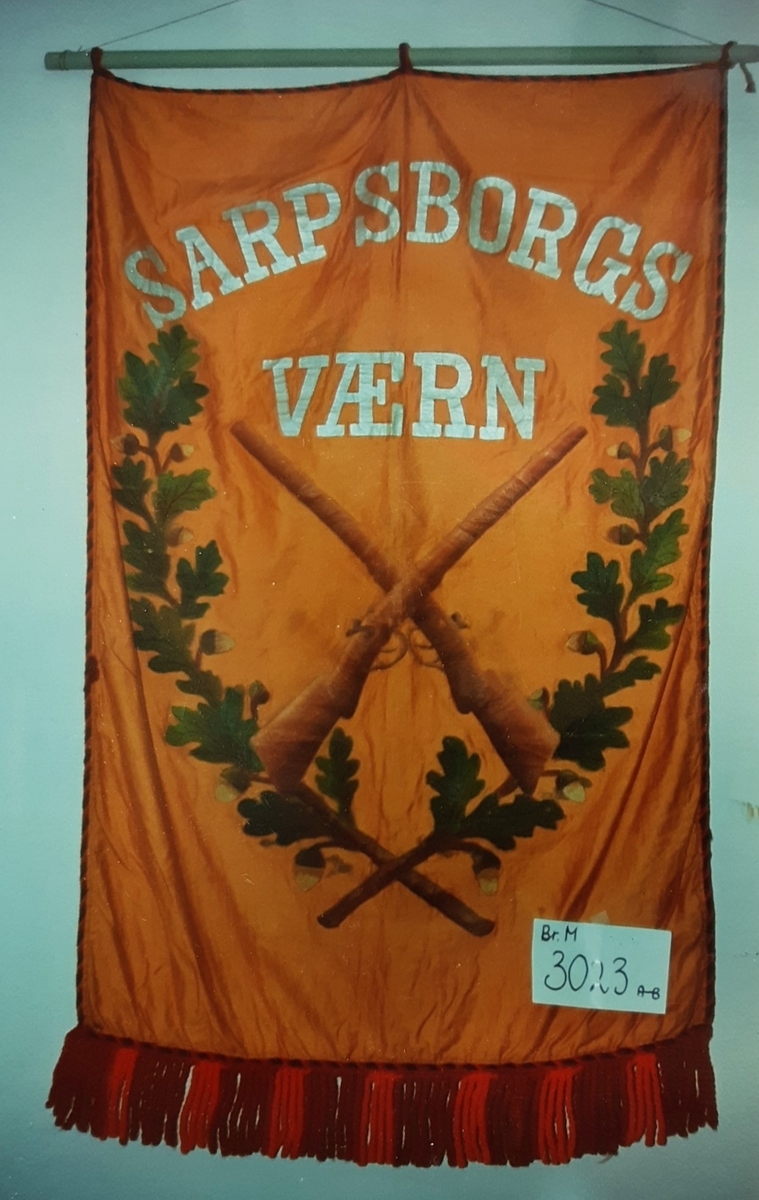 SARPSBORGS
VÆRN
Br. M
3023 A-B